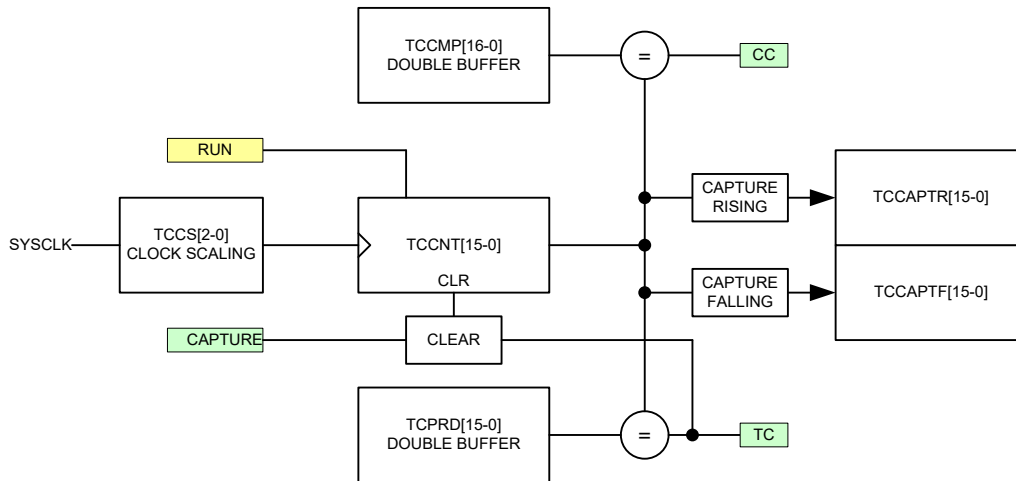 TCCMP[16-0]
DOUBLE BUFFER
=
CC
RUN
CAPTURE
RISING
TCCAPTR[15-0]
SYSCLK
TCCS[2-0]
CLOCK SCALING
TCCNT[15-0]
CLR
CAPTURE
FALLING
TCCAPTF[15-0]
CAPTURE
CLEAR
TCPRD[15-0]
DOUBLE BUFFER
=
TC